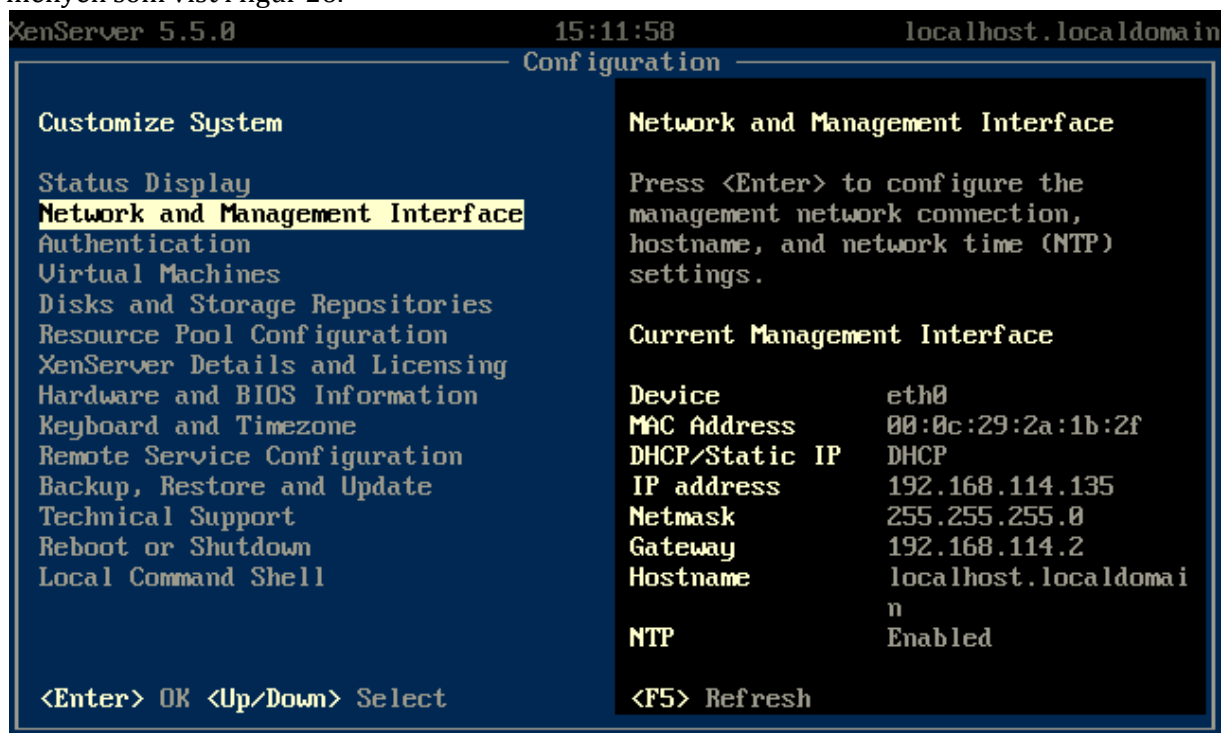 menyen som vist i figur 28.
XenServer 5.5.0 15:11:58 localhost.localdomain
Configuration
Customize System
Status Display
Network and Management Interface
Authentication
Virtual Machines
Disks and Storage Repositories
Resource Pool Configuration
XenServer Details and Licensing
Hardware and BIOS Information
Keyboard and Timezone
Remote Service Configuration
Backup, Restore and Update
Technical Support
Reboot or Shutdown
Local Command Shell
<Enter> OK <Up/Down> Select
Network and Management Interface
Press <Enter> to configure the
management network connection,
hostname, and network time (NTP)
settings.
Current Management Interface
Device eth0
MAC Address 00:0c:29:2a:1b:2f
DHCP/Static IP DHCP
IP address 192.168.114.135
Netmask 255.255.255.0
Gateway 192.168.114.2
Hostname localhost.localdomai
n
NTP Enabled
<F5> Refresh